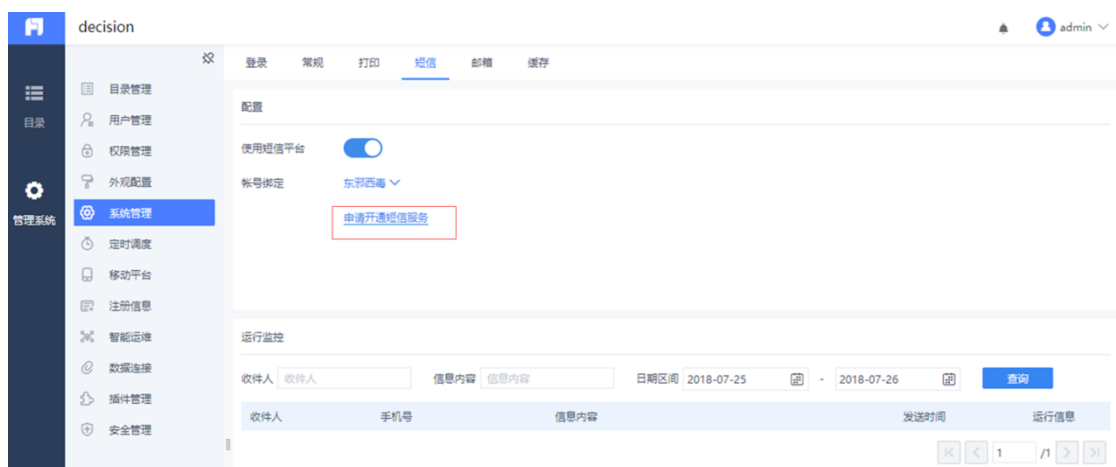 decision
admin
登录 常规 打印 短信 邮箱 缓存
目录
管理系统
目录管理
用户管理
权限管理
外观配置
系统管理
定时调度
移动平台
注册信息
智能运维
数据连接
插件管理
安全管理
配置
使用短信平台
帐号绑定 东邪西毒
申请开通短信服务
运行监控
收件人 收件人 信息内容 信息内容 日期区间 2018-07-25 - 2018-07-26 查询
收件人 手机号 信息内容 发送时间 运行信息
1 /1